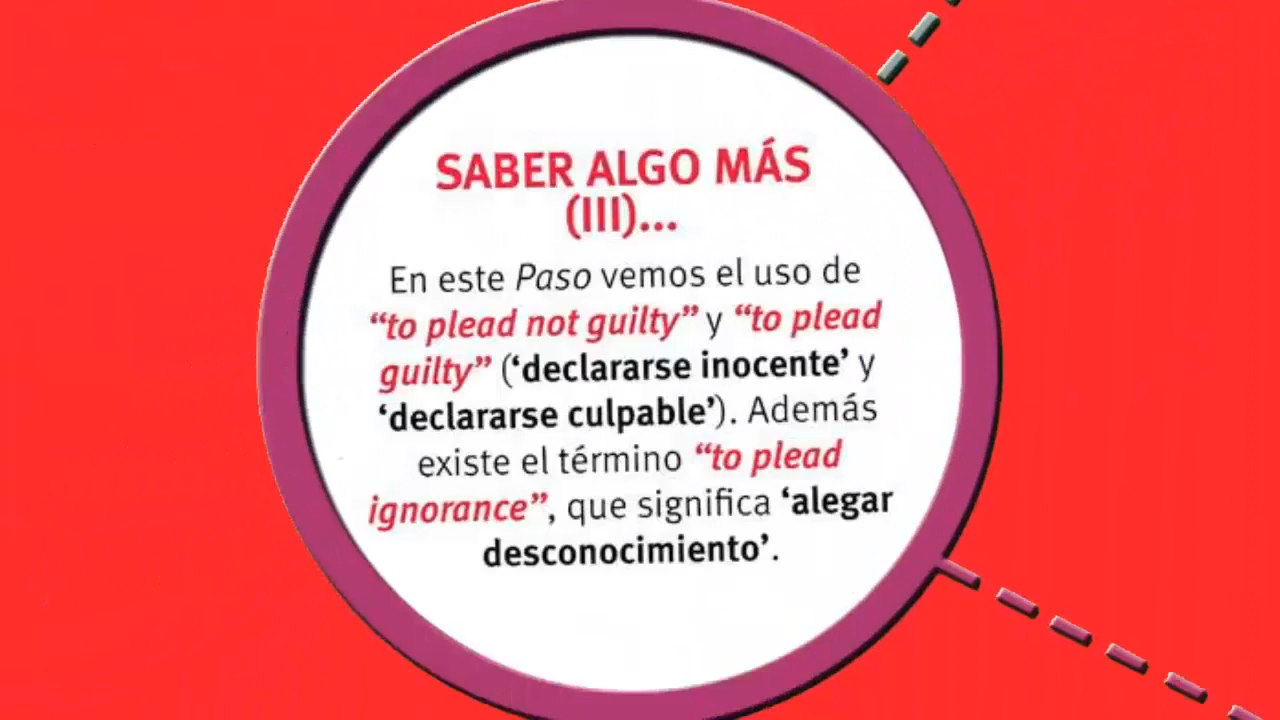 SABER ALGO MÁS
(III)...
En este Paso vemos el uso de
“to plead not guilty” y “to plead
guilty” (‘declararse inocente’ y
‘declararse culpable’). Además
existe el término “to plead
ignorance”, que significa ‘alegar
desconocimiento’.